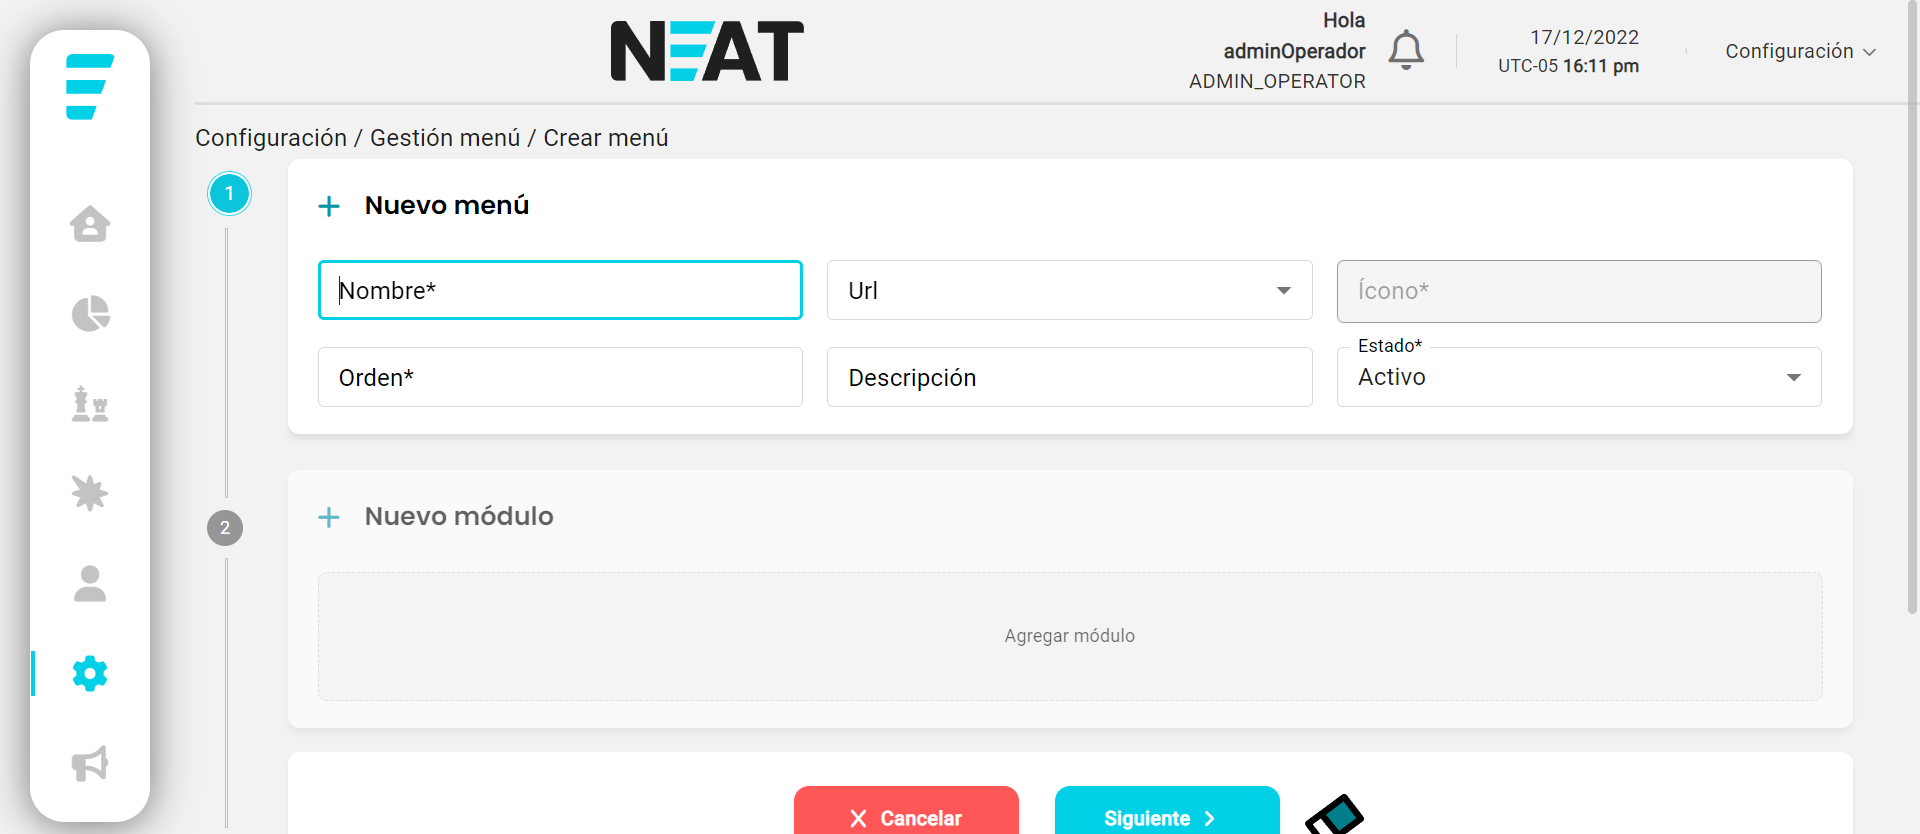 NEAT
Hola
adminOperador
ADMIN_OPERATOR
17/12/2022
UTC-05 16:11 pm
Configuración
Configuración / Gestión menú / Crear menú
1
Nuevo menú
Nombre*
Url
Ícono*
Orden*
Descripción
Estado*
Activo
2
Nuevo módulo
Agregar módulo
Cancelar
Siguiente